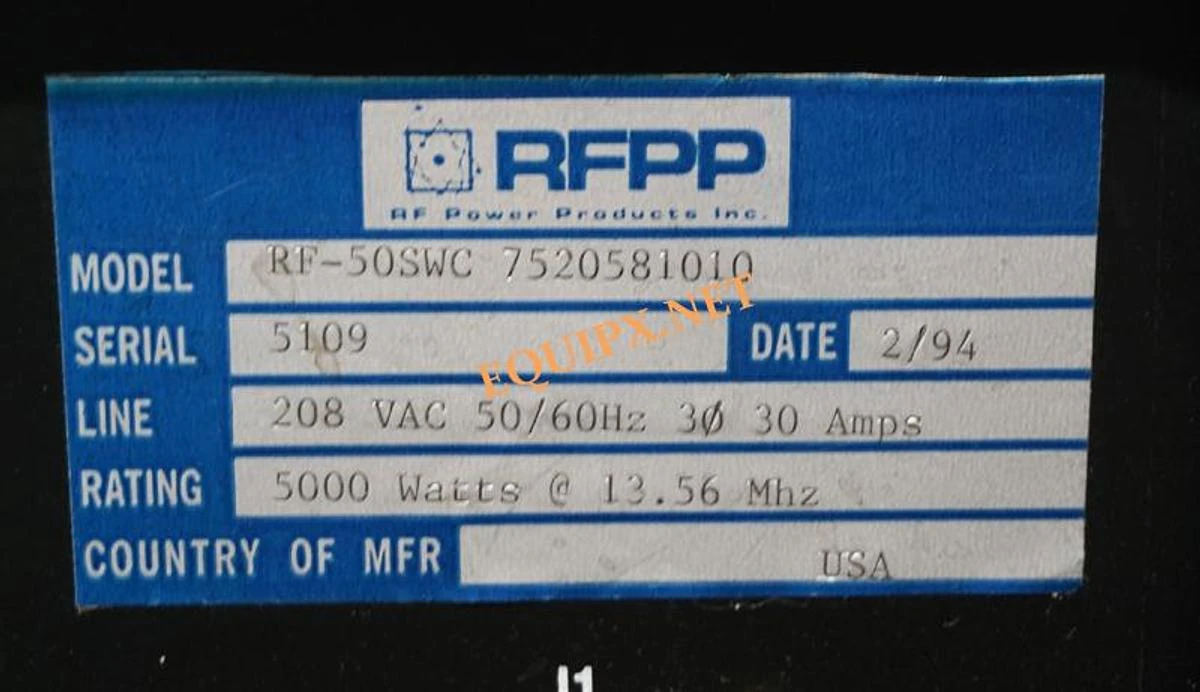 RFPP
RF Power Products Inc.
MODEL RF-50SWC 7520581010
SERIAL 5109 DATE 2/94
EQUIPX.NET
LINE 208 VAC 50/60Hz 3Ø 30 Amps
RATING 5000 Watts @ 13.56 Mhz
COUNTRY OF MFR USA
J1